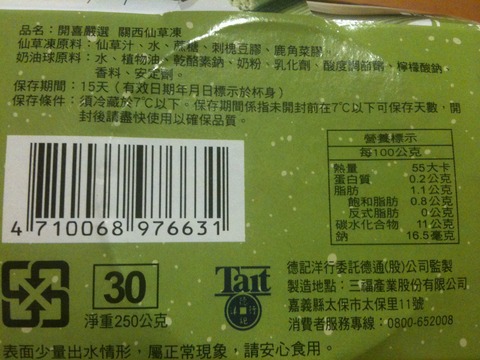 品名：開喜嚴選 關西仙草凍
仙草凍原料：仙草汁、水、蔗糖、刺槐豆膠、鹿角菜膠。
奶油球原料：水、植物油、乾酪素鈉、奶粉、乳化劑、酸度調節劑、檸檬酸鈉、
香料、安定劑。
保存期間：15天（有效日期年月日標示於杯身）
保存條件：須冷藏於7℃以下。保存期間係指未開封前在7℃以下可保存天數，開
封後請盡快使用以確保品質。
營養標示
每100公克
熱量 55大卡
蛋白質 0.2公克
脂肪 1.1公克
飽和脂肪 0.8公克
反式脂肪 0公克
碳水化合物 11公克
鈉 16.5毫克
4 710068 976631
30
淨重250公克
Tait
德記洋行
德記洋行委託德通(股)公司監製
製造地點：三福產業股份有限公司
嘉義縣太保市太保里11號
消費者服務專線：0800-652008
表面少量出水情形，屬正常現象，請安心食用。